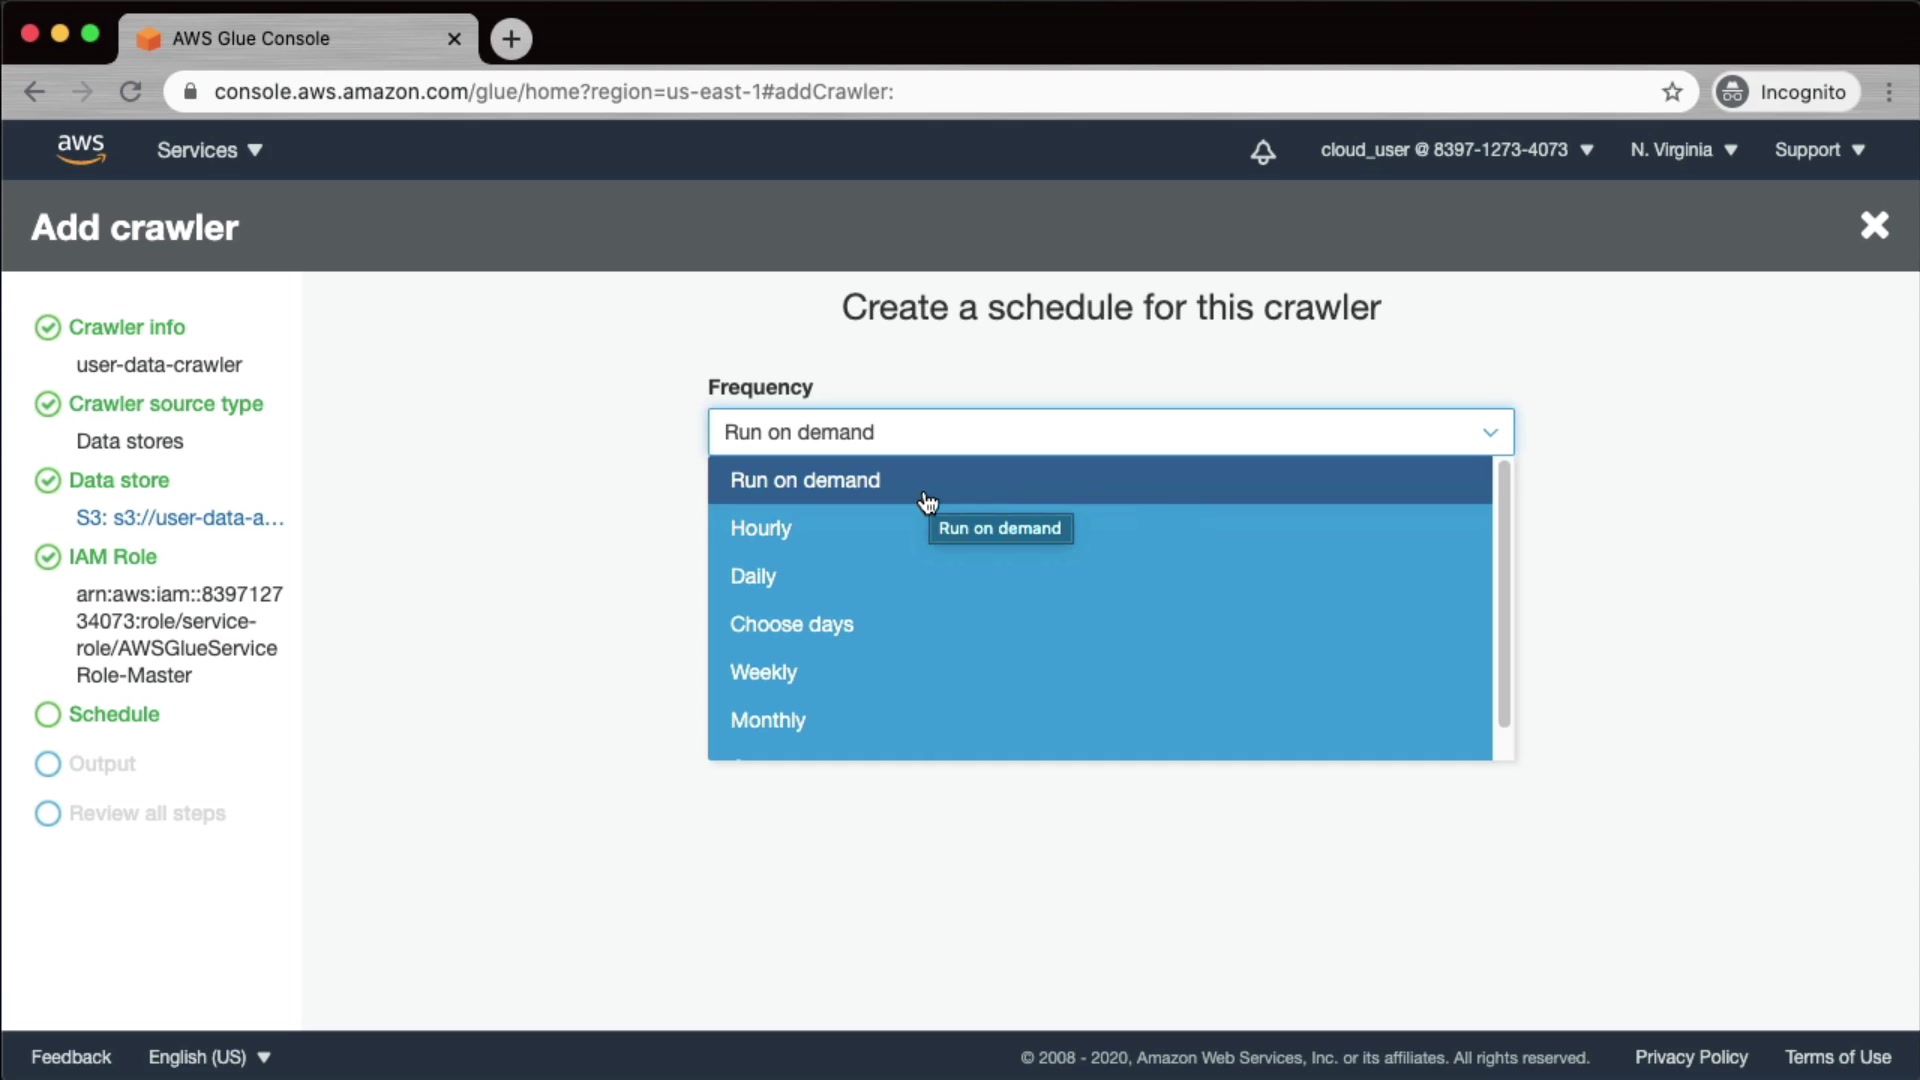 AWS Glue Console
console.aws.amazon.com/glue/home?region=us-east-1#addCrawler:
Incognito
aws
Services
cloud_user @ 8397-1273-4073
N. Virginia
Support
Add crawler
Crawler info
user-data-crawler
Crawler source type
Data stores
Data store
S3: s3://user-data-a...
IAM Role
arn:aws:iam::8397127
34073:role/service-
role/AWSGlueService
Role-Master
Schedule
Output
Review all steps
Create a schedule for this crawler
Frequency
Run on demand
Run on demand
Hourly
Run on demand
Daily
Choose days
Weekly
Monthly
Feedback
English (US)
© 2008 - 2020, Amazon Web Services, Inc. or its affiliates. All rights reserved.
Privacy Policy
Terms of Use